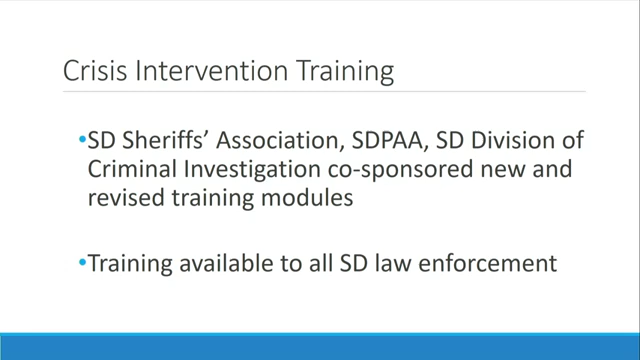 Crisis Intervention Training
•SD Sheriffs’ Association, SDPAA, SD Division of
Criminal Investigation co-sponsored new and
revised training modules
•Training available to all SD law enforcement